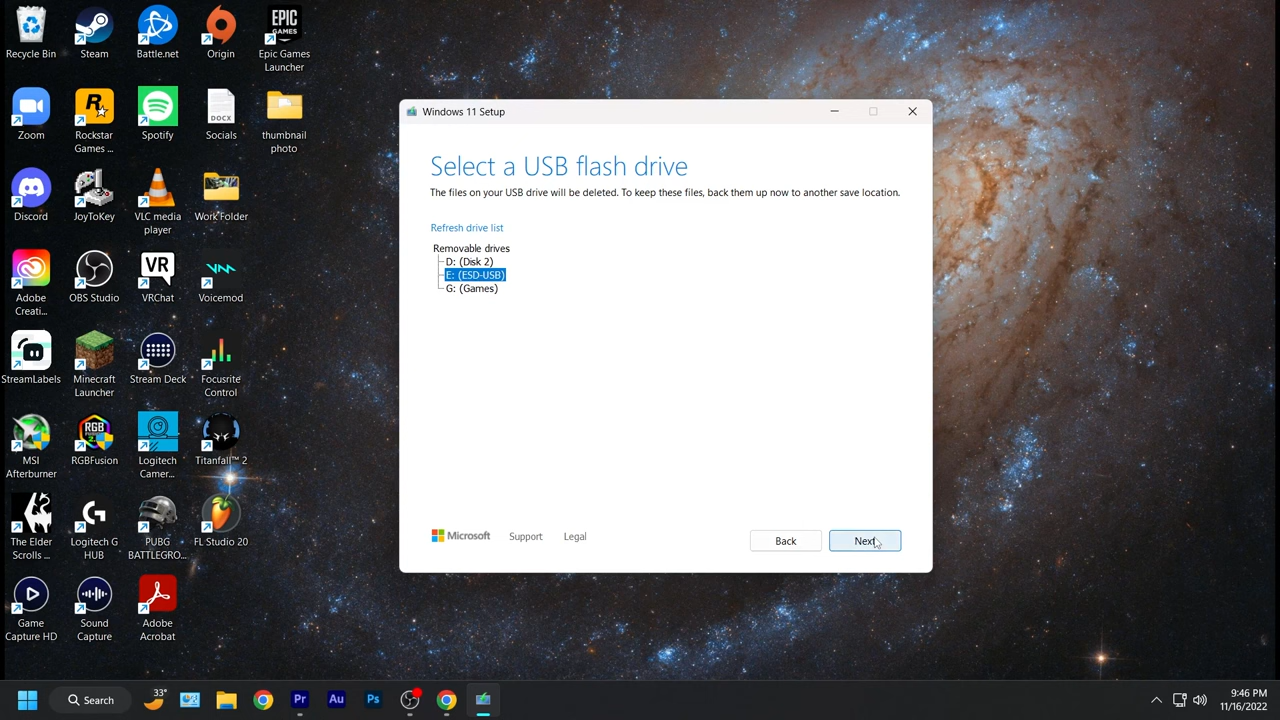 Recycle Bin
Steam
Battle.net
Origin
EPIC
GAMES
Epic Games
Launcher
Zoom
Rockstar
Games ...
Spotify
DOCX
Socials
thumbnail
photo
Discord
JoyToKey
VLC media
player
Work Folder
Adobe
Creati...
OBS Studio
VR
VRChat
Voicemod
StreamLabels
Minecraft
Launcher
Stream Deck
Focusrite
Control
MSI
Afterburner
RGB
RGBFusion
Logitech
Camer...
Titanfall™ 2
The Elder
Scrolls ...
Logitech G
HUB
PUBG
BATTLEGRO...
FL Studio 20
Game
Capture HD
Sound
Capture
Adobe
Acrobat
Windows 11 Setup
Select a USB flash drive
The files on your USB drive will be deleted. To keep these files, back them up now to another save location.
Refresh drive list
Removable drives
D: (Disk 2)
E: (ESD-USB)
G: (Games)
Microsoft
Support
Legal
Back
Next
Search
33°
Pr
Au
Ps
9:46 PM
11/16/2022